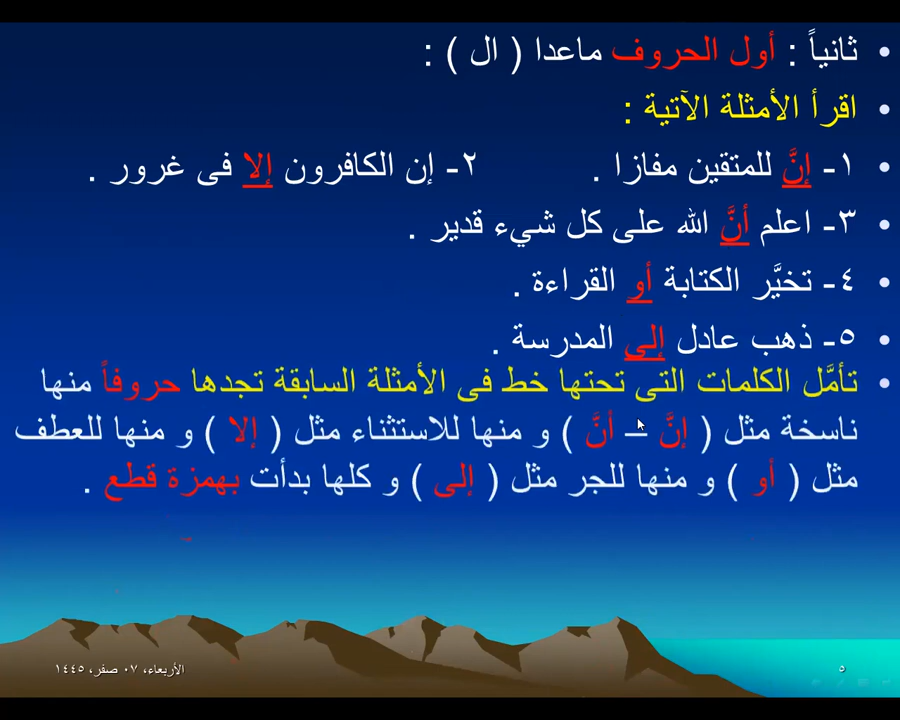 • ثانياً : أول الحروف ماعدا ( ال ) :
• اقرأ الأمثلة الآتية :
• ١- إنَّ للمتقين مفازا . ٢- إن الكافرون إلا فى غرور .
• ٣- اعلم أنَّ الله على كل شيء قدير .
• ٤- تخيَّر الكتابة أو القراءة .
• ٥- ذهب عادل إلى المدرسة .
• تأمَّل الكلمات التى تحتها خط فى الأمثلة السابقة تجدها حروفاً منها
ناسخة مثل ( إنَّ – أنَّ ) و منها للاستثناء مثل ( إلا ) و منها للعطف
مثل ( أو ) و منها للجر مثل ( إلى ) و كلها بدأت بهمزة قطع .
٥
الأربعاء، ٠٧ صفر، ١٤٤٥